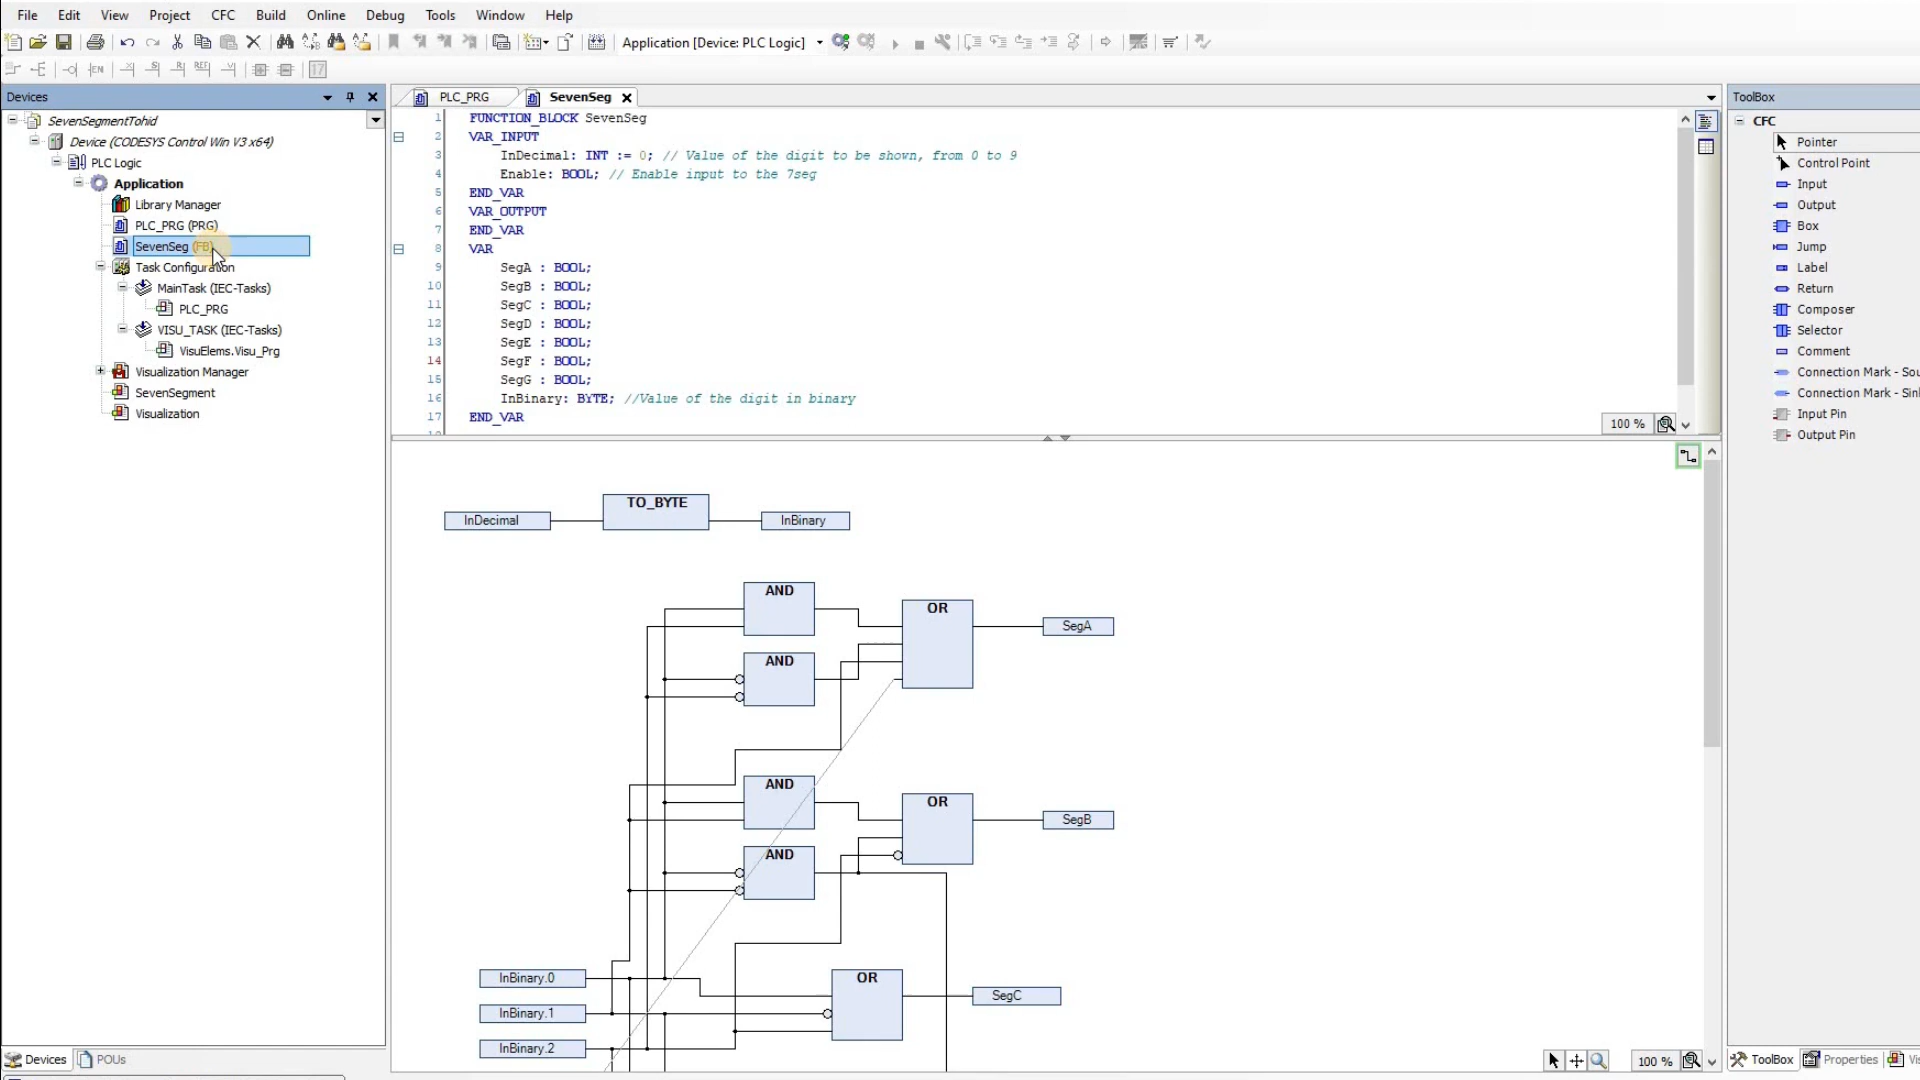 File Edit View Project CFC Build Online Debug Tools Window Help
Application [Device: PLC Logic]
Devices
SevenSegmentTohid
Device (CODESYS Control Win V3 x64)
PLC Logic
Application
Library Manager
PLC_PRG (PRG)
SevenSeg (FB)
Task Configuration
MainTask (IEC-Tasks)
PLC_PRG
VISU_TASK (IEC-Tasks)
VisuElems.Visu_Prg
Visualization Manager
SevenSegment
Visualization
Devices POUs
PLC_PRG SevenSeg
1 FUNCTION_BLOCK SevenSeg
2 VAR_INPUT
3 InDecimal: INT := 0; // Value of the digit to be shown, from 0 to 9
4 Enable: BOOL; // Enable input to the 7seg
5 END_VAR
6 VAR_OUTPUT
7 END_VAR
8 VAR
9 SegA : BOOL;
10 SegB : BOOL;
11 SegC : BOOL;
12 SegD : BOOL;
13 SegE : BOOL;
14 SegF : BOOL;
15 SegG : BOOL;
16 InBinary: BYTE; //Value of the digit in binary
17 END_VAR
100 %
InDecimal TO_BYTE InBinary
AND
OR
SegA
AND
AND
OR
SegB
AND
InBinary.0
OR
SegC
InBinary.1
InBinary.2
100 %
ToolBox
CFC
Pointer
Control Point
Input
Output
Box
Jump
Label
Return
Composer
Selector
Comment
Connection Mark - Sou
Connection Mark - Sin
Input Pin
Output Pin
ToolBox Properties Vis